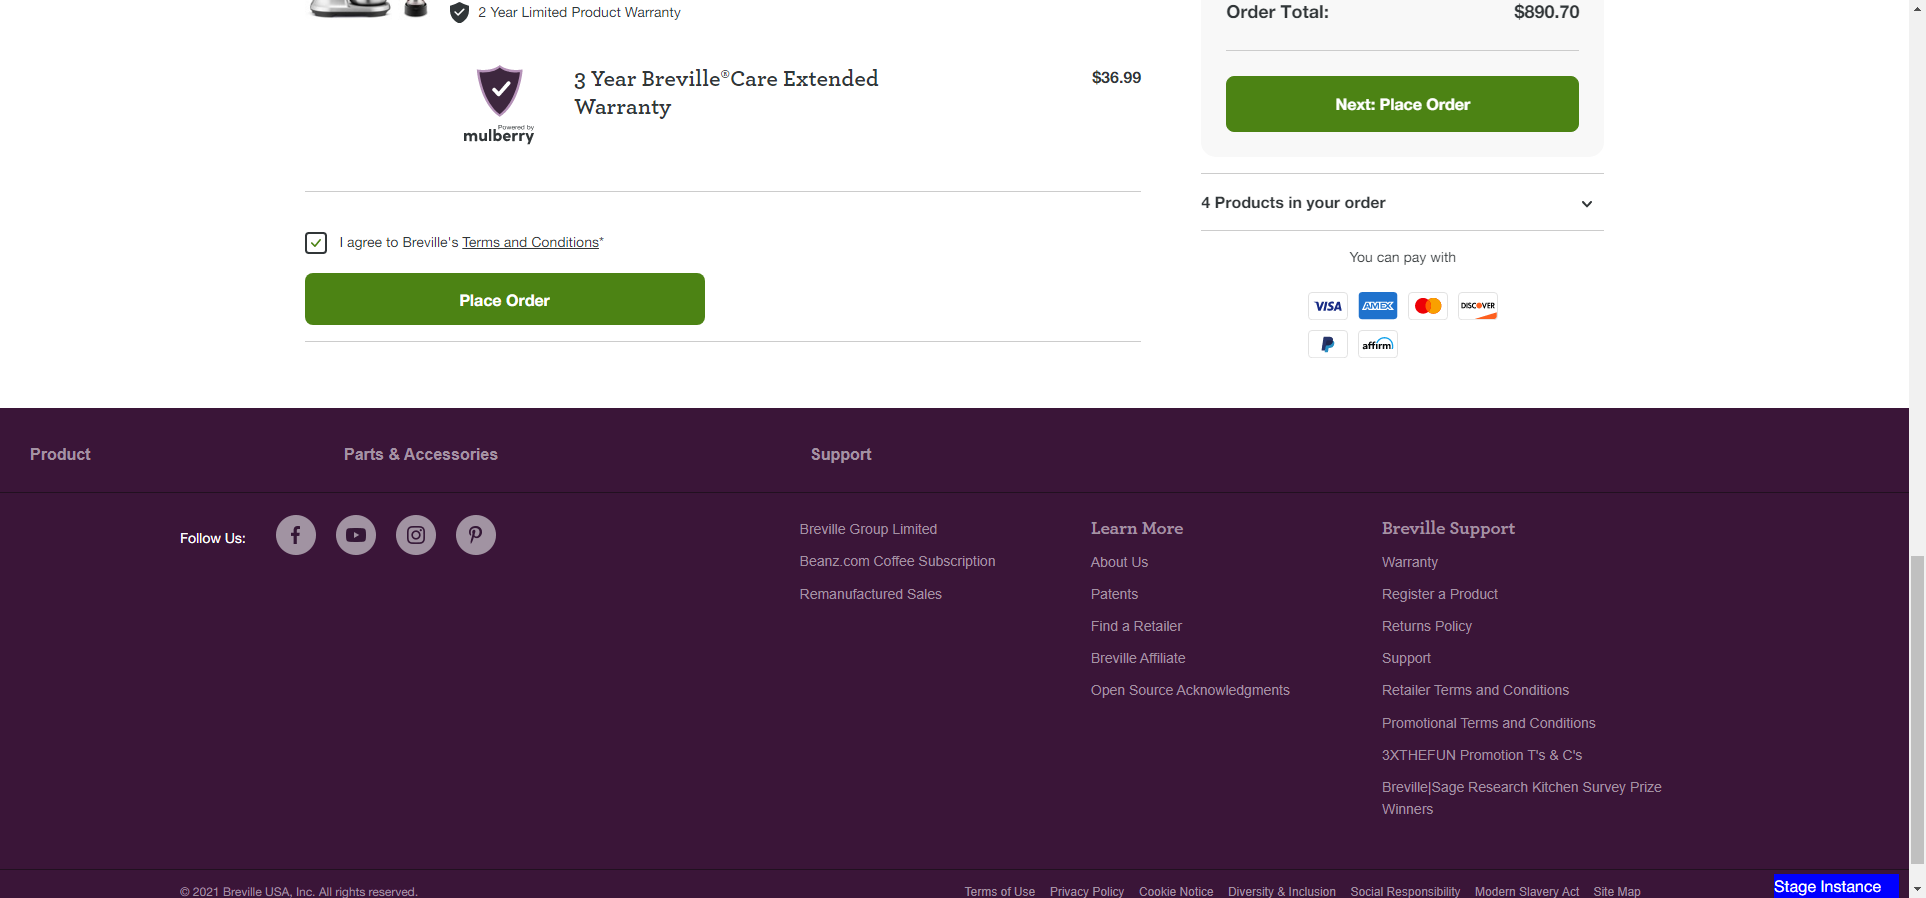 2 Year Limited Product Warranty
3 Year Breville®Care Extended
Warranty
$36.99
Powered by
mulberry
I agree to Breville's Terms and Conditions*
Place Order
Order Total: $890.70
Next: Place Order
4 Products in your order
You can pay with
VISA AMEX DISCOVER
affirm
Product Parts & Accessories Support
Follow Us:
Breville Group Limited
Beanz.com Coffee Subscription
Remanufactured Sales
Learn More
About Us
Patents
Find a Retailer
Breville Affiliate
Open Source Acknowledgments
Breville Support
Warranty
Register a Product
Returns Policy
Support
Retailer Terms and Conditions
Promotional Terms and Conditions
3XTHEFUN Promotion T's & C's
Breville|Sage Research Kitchen Survey Prize
Winners
© 2021 Breville USA, Inc. All rights reserved.
Terms of Use Privacy Policy Cookie Notice Diversity & Inclusion Social Responsibility Modern Slavery Act Site Map
Stage Instance